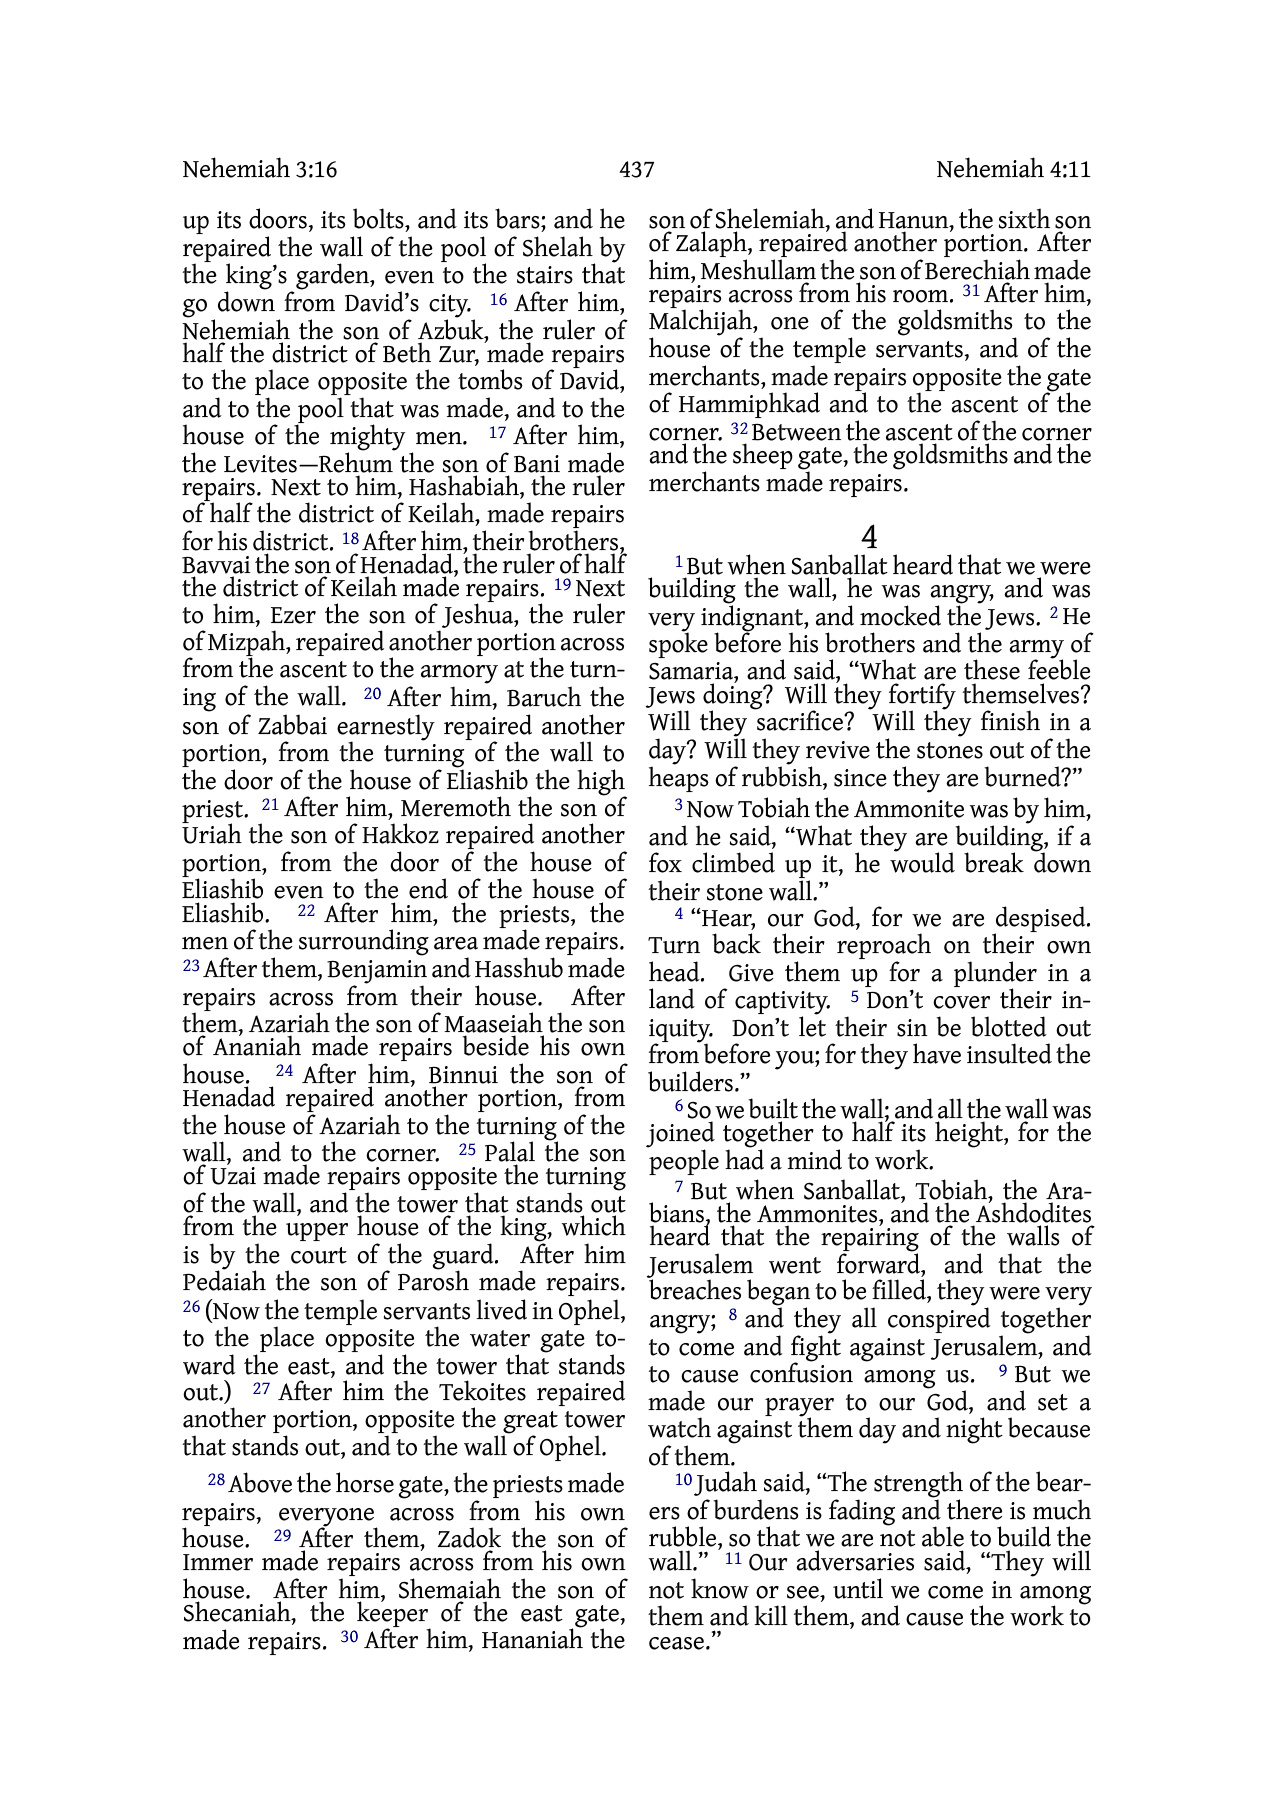 Nehemiah 3:16
437
Nehemiah 4:11
up its doors, its bolts, and its bars; and he
repaired the wall of the pool of Shelah by
the king’s garden, even to the stairs that
go down from David’s city. 16 After him,
Nehemiah the son of Azbuk, the ruler of
half the district of Beth Zur, made repairs
to the place opposite the tombs of David,
and to the pool that was made, and to the
house of the mighty men. 17 After him,
the Levites—Rehum the son of Bani made
repairs. Next to him, Hashabiah, the ruler
of half the district of Keilah, made repairs
for his district. 18 After him, their brothers,
Bavvai the son of Henadad, the ruler of half
the district of Keilah made repairs. 19 Next
to him, Ezer the son of Jeshua, the ruler
of Mizpah, repaired another portion across
from the ascent to the armory at the turn-
ing of the wall. 20 After him, Baruch the
son of Zabbai earnestly repaired another
portion, from the turning of the wall to
the door of the house of Eliashib the high
priest. 21 After him, Meremoth the son of
Uriah the son of Hakkoz repaired another
portion, from the door of the house of
Eliashib even to the end of the house of
Eliashib. 22 After him, the priests, the
men of the surrounding area made repairs.
23 After them, Benjamin and Hasshub made
repairs across from their house. After
them, Azariah the son of Maaseiah the son
of Ananiah made repairs beside his own
house. 24 After him, Binnui the son of
Henadad repaired another portion, from
the house of Azariah to the turning of the
wall, and to the corner. 25 Palal the son
of Uzai made repairs opposite the turning
of the wall, and the tower that stands out
from the upper house of the king, which
is by the court of the guard. After him
Pedaiah the son of Parosh made repairs.
26 (Now the temple servants lived in Ophel,
to the place opposite the water gate to-
ward the east, and the tower that stands
out.) 27 After him the Tekoites repaired
another portion, opposite the great tower
that stands out, and to the wall of Ophel.
28 Above the horse gate, the priests made
repairs, everyone across from his own
house. 29 After them, Zadok the son of
Immer made repairs across from his own
house. After him, Shemaiah the son of
Shecaniah, the keeper of the east gate,
made repairs. 30 After him, Hananiah the
son of Shelemiah, and Hanun, the sixth son
of Zalaph, repaired another portion. After
him, Meshullam the son of Berechiah made
repairs across from his room. 31 After him,
Malchijah, one of the goldsmiths to the
house of the temple servants, and of the
merchants, made repairs opposite the gate
of Hammiphkad and to the ascent of the
corner. 32 Between the ascent of the corner
and the sheep gate, the goldsmiths and the
merchants made repairs.
4
1 But when Sanballat heard that we were
building the wall, he was angry, and was
very indignant, and mocked the Jews. 2 He
spoke before his brothers and the army of
Samaria, and said, “What are these feeble
Jews doing? Will they fortify themselves?
Will they sacrifice? Will they finish in a
day? Will they revive the stones out of the
heaps of rubbish, since they are burned?”
3 Now Tobiah the Ammonite was by him,
and he said, “What they are building, if a
fox climbed up it, he would break down
their stone wall.”
4 “Hear, our God, for we are despised.
Turn back their reproach on their own
head. Give them up for a plunder in a
land of captivity. 5 Don’t cover their in-
iquity. Don’t let their sin be blotted out
from before you; for they have insulted the
builders.”
6 So we built the wall; and all the wall was
joined together to half its height, for the
people had a mind to work.
7 But when Sanballat, Tobiah, the Ara-
bians, the Ammonites, and the Ashdodites
heard that the repairing of the walls of
Jerusalem went forward, and that the
breaches began to be filled, they were very
angry; 8 and they all conspired together
to come and fight against Jerusalem, and
to cause confusion among us. 9 But we
made our prayer to our God, and set a
watch against them day and night because
of them.
10 Judah said, “The strength of the bear-
ers of burdens is fading and there is much
rubble, so that we are not able to build the
wall.” 11 Our adversaries said, “They will
not know or see, until we come in among
them and kill them, and cause the work to
cease.”